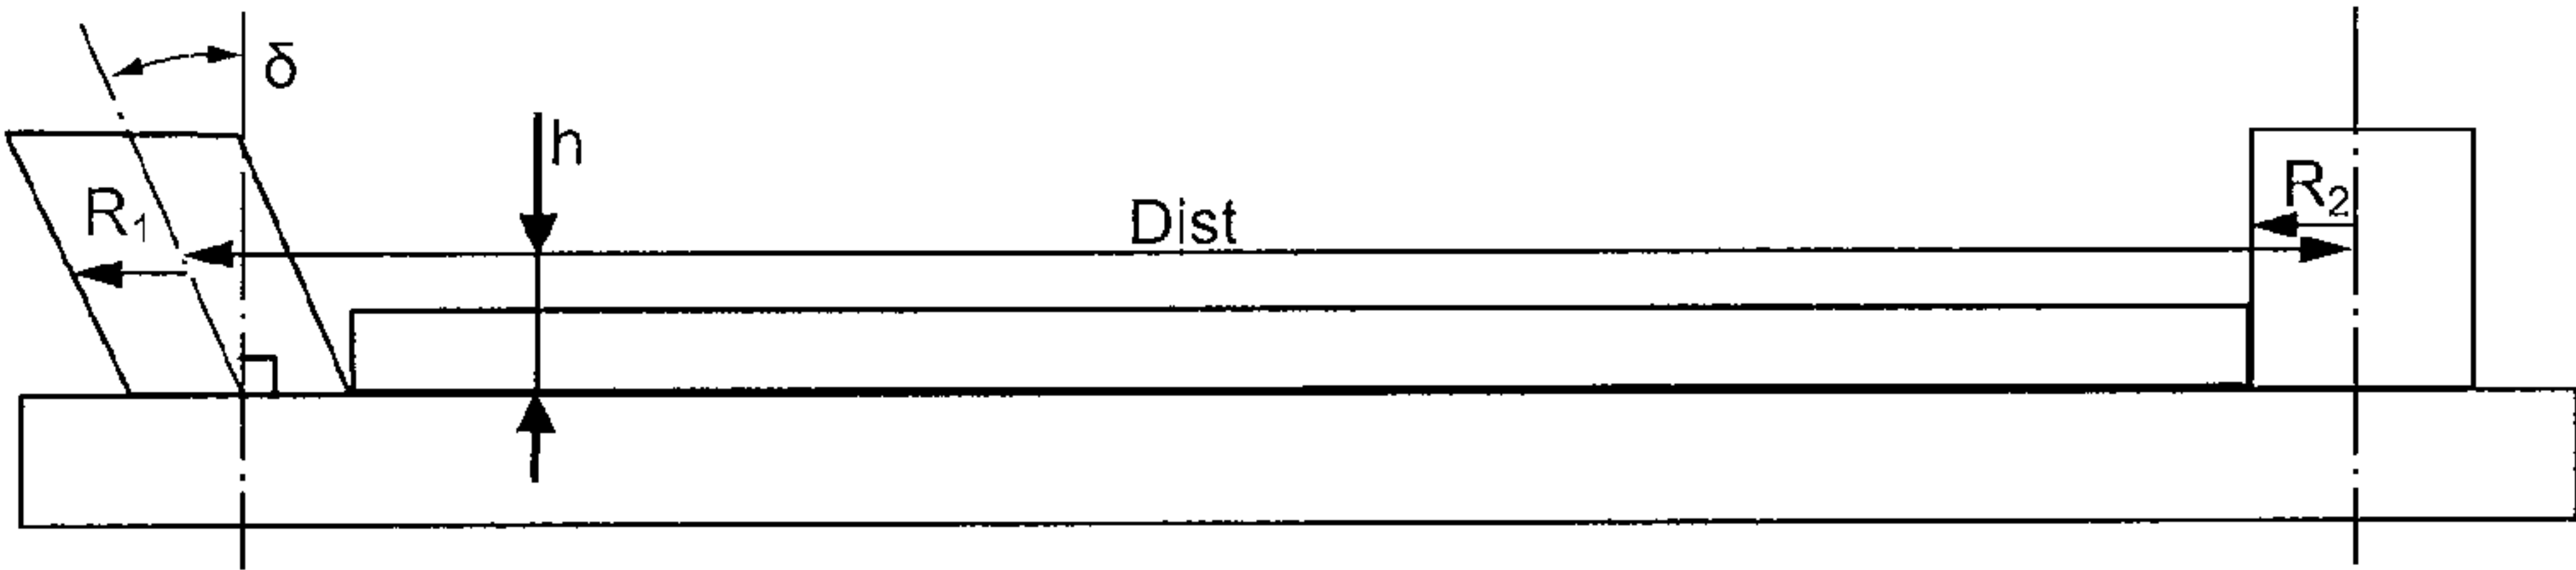 δ
h
R₁
Dist
R₂